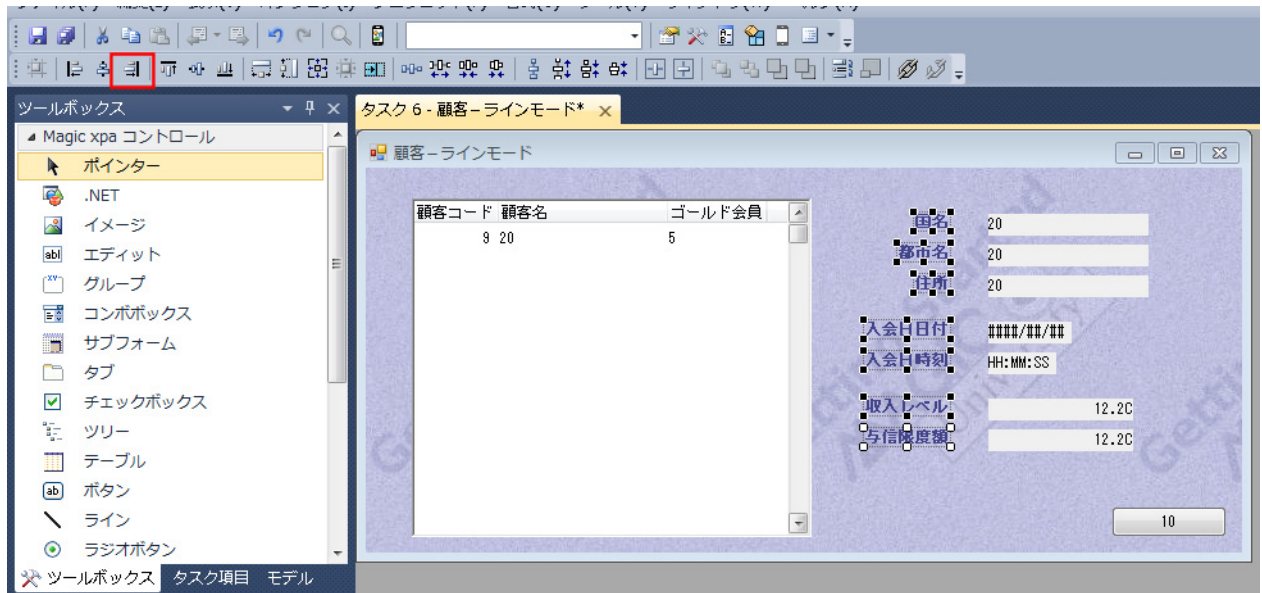 ツールボックス
タスク 6 - 顧客 – ラインモード*
Magic xpa コントロール
ポインター
.NET
イメージ
エディット
グループ
コンボボックス
サブフォーム
タブ
チェックボックス
ツリー
テーブル
ボタン
ライン
ラジオボタン
ツールボックス タスク項目 モデル
顧客 – ラインモード
顧客コード 顧客名 ゴールド会員
9 20 5
国名 20
都市名 20
住所 20
入会日日付 ####/##/##
入会日時刻 HH:MM:SS
収入レベル 12.2C
与信限度額 12.2C
10